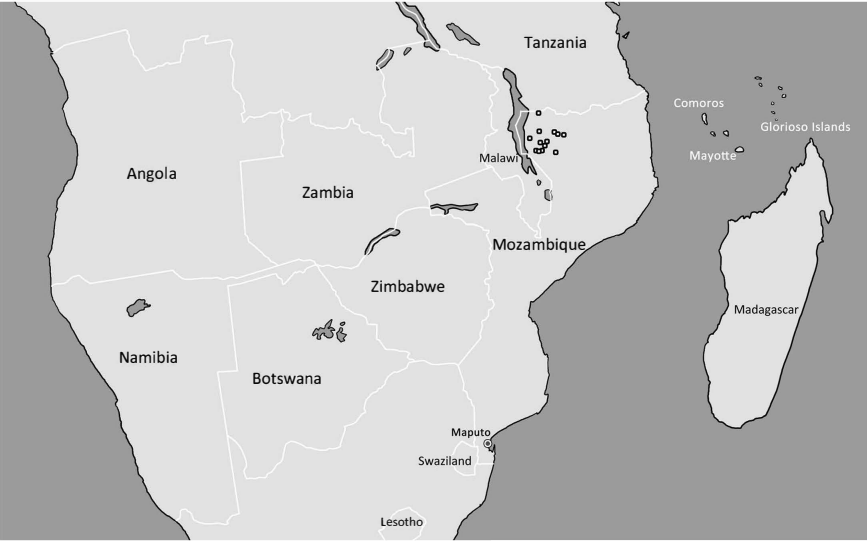 Tanzania
Comoros
Glorioso Islands
Mayotte
Malawi
Angola
Zambia
Mozambique
Zimbabwe
Madagascar
Namibia
Botswana
Maputo
Swaziland
Lesotho